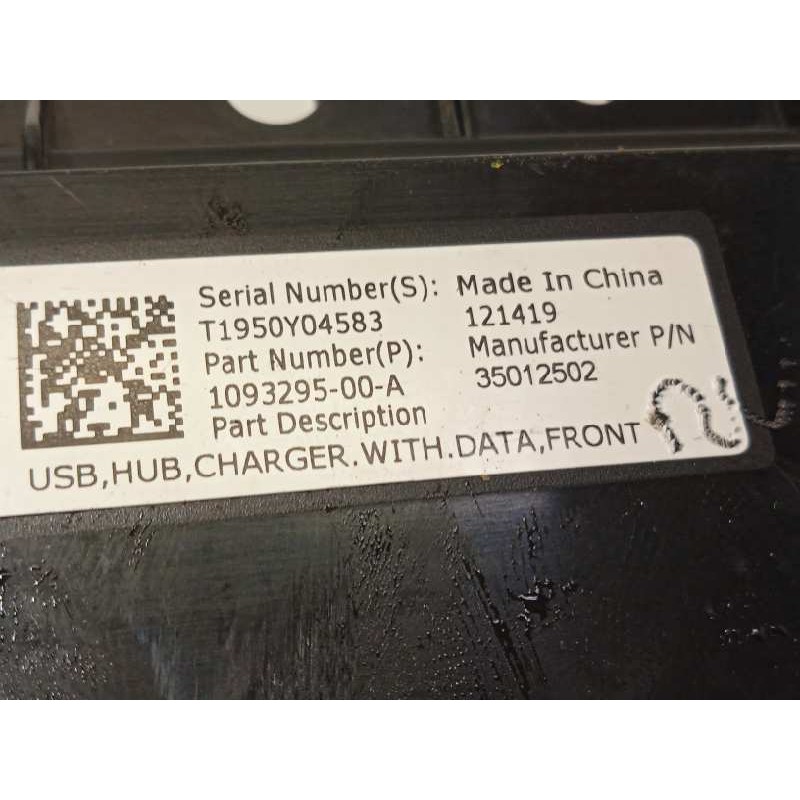 Serial Number(S): Made In China
T1950Y04583 121419
Part Number(P): Manufacturer P/N
1093295-00-A 35012502
Part Description
USB,HUB,CHARGER.WITH.DATA,FRONT